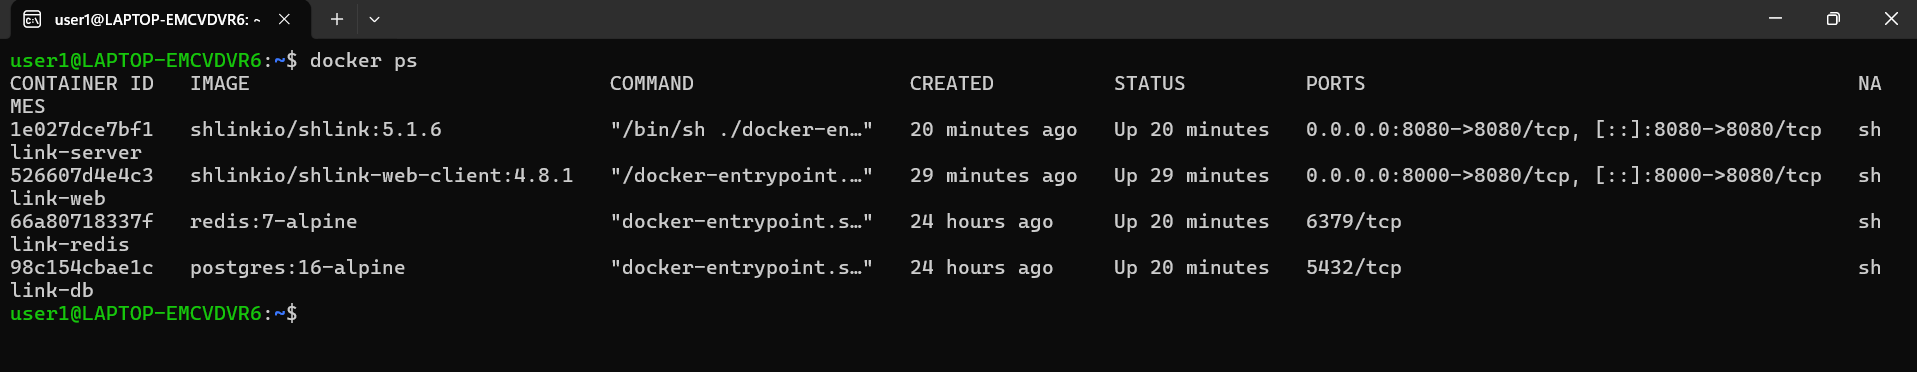 user1@LAPTOP-EMCVDVR6: ~
user1@LAPTOP-EMCVDVR6:~$ docker ps
CONTAINER ID   IMAGE                              COMMAND                  CREATED          STATUS          PORTS                                         NA
MES
1e027dce7bf1   shlinkio/shlink:5.1.6              "/bin/sh ./docker-en…"   20 minutes ago   Up 20 minutes   0.0.0.0:8080->8080/tcp, [::]:8080->8080/tcp   sh
link-server
526607d4e4c3   shlinkio/shlink-web-client:4.8.1   "/docker-entrypoint.…"   29 minutes ago   Up 29 minutes   0.0.0.0:8000->8080/tcp, [::]:8000->8080/tcp   sh
link-web
66a80718337f   redis:7-alpine                     "docker-entrypoint.s…"   24 hours ago     Up 20 minutes   6379/tcp                                      sh
link-redis
98c154cbae1c   postgres:16-alpine                 "docker-entrypoint.s…"   24 hours ago     Up 20 minutes   5432/tcp                                      sh
link-db
user1@LAPTOP-EMCVDVR6:~$